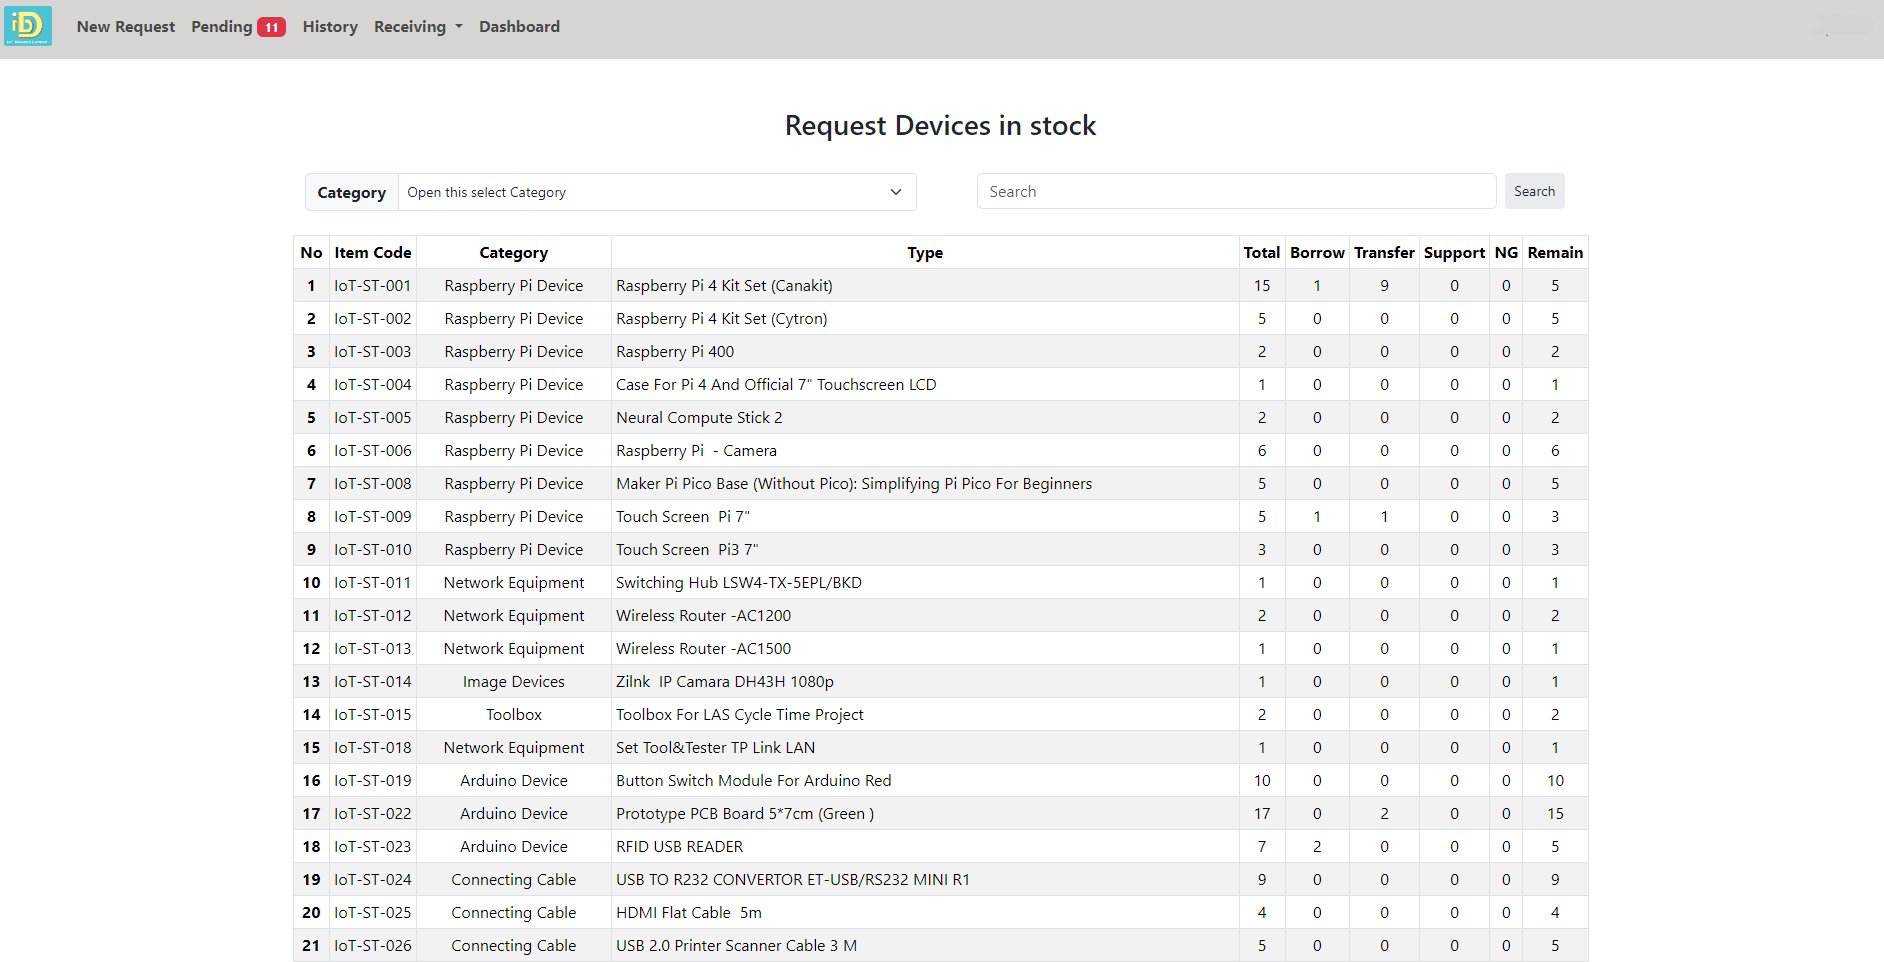 New Request Pending 11 History Receiving Dashboard
Request Devices in stock
Category Open this select Category Search Search
No Item Code Category Type Total Borrow Transfer Support NG Remain
1 IoT-ST-001 Raspberry Pi Device Raspberry Pi 4 Kit Set (Canakit) 15 1 9 0 0 5
2 IoT-ST-002 Raspberry Pi Device Raspberry Pi 4 Kit Set (Cytron) 5 0 0 0 0 5
3 IoT-ST-003 Raspberry Pi Device Raspberry Pi 400 2 0 0 0 0 2
4 IoT-ST-004 Raspberry Pi Device Case For Pi 4 And Official 7" Touchscreen LCD 1 0 0 0 0 1
5 IoT-ST-005 Raspberry Pi Device Neural Compute Stick 2 2 0 0 0 0 2
6 IoT-ST-006 Raspberry Pi Device Raspberry Pi - Camera 6 0 0 0 0 6
7 IoT-ST-008 Raspberry Pi Device Maker Pi Pico Base (Without Pico): Simplifying Pi Pico For Beginners 5 0 0 0 0 5
8 IoT-ST-009 Raspberry Pi Device Touch Screen Pi 7" 5 1 1 0 0 3
9 IoT-ST-010 Raspberry Pi Device Touch Screen Pi3 7" 3 0 0 0 0 3
10 IoT-ST-011 Network Equipment Switching Hub LSW4-TX-5EPL/BKD 1 0 0 0 0 1
11 IoT-ST-012 Network Equipment Wireless Router -AC1200 2 0 0 0 0 2
12 IoT-ST-013 Network Equipment Wireless Router -AC1500 1 0 0 0 0 1
13 IoT-ST-014 Image Devices Zilnk IP Camara DH43H 1080p 1 0 0 0 0 1
14 IoT-ST-015 Toolbox Toolbox For LAS Cycle Time Project 2 0 0 0 0 2
15 IoT-ST-018 Network Equipment Set Tool&Tester TP Link LAN 1 0 0 0 0 1
16 IoT-ST-019 Arduino Device Button Switch Module For Arduino Red 10 0 0 0 0 10
17 IoT-ST-022 Arduino Device Prototype PCB Board 5*7cm (Green ) 17 0 2 0 0 15
18 IoT-ST-023 Arduino Device RFID USB READER 7 2 0 0 0 5
19 IoT-ST-024 Connecting Cable USB TO R232 CONVERTOR ET-USB/RS232 MINI R1 9 0 0 0 0 9
20 IoT-ST-025 Connecting Cable HDMI Flat Cable 5m 4 0 0 0 0 4
21 IoT-ST-026 Connecting Cable USB 2.0 Printer Scanner Cable 3 M 5 0 0 0 0 5